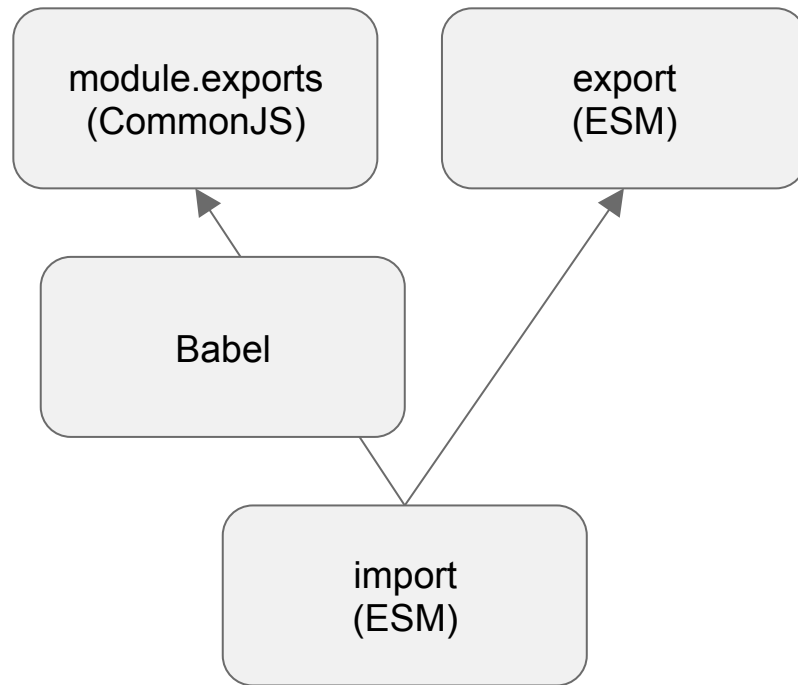 module.exports
(CommonJS)
export
(ESM)
Babel
import
(ESM)